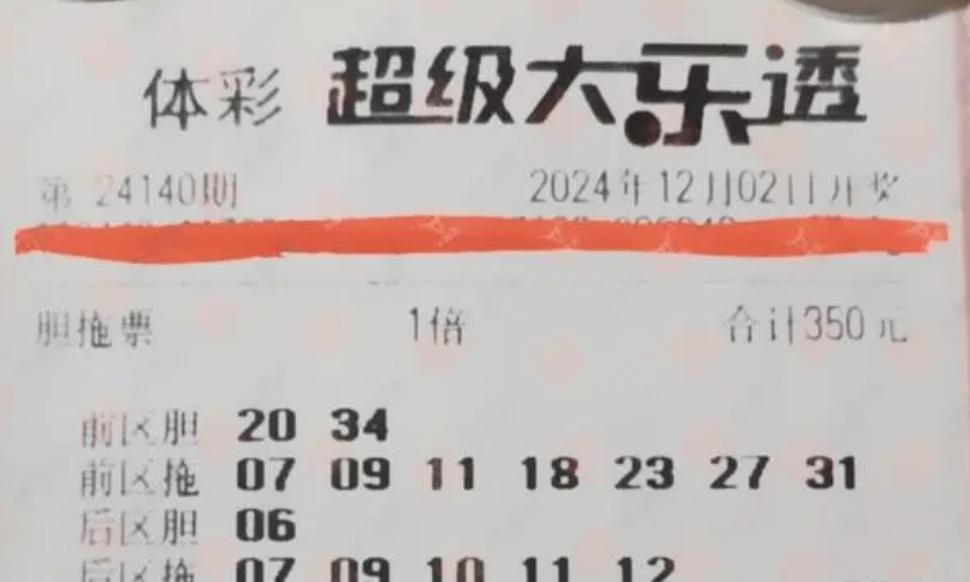 体彩 超级大乐透
第 24140期 2024年12月02日开奖
胆拖票 1倍 合计350元
前区胆 20 34
前区拖 07 09 11 18 23 27 31
后区胆 06
后区拖 07 09 10 11 12